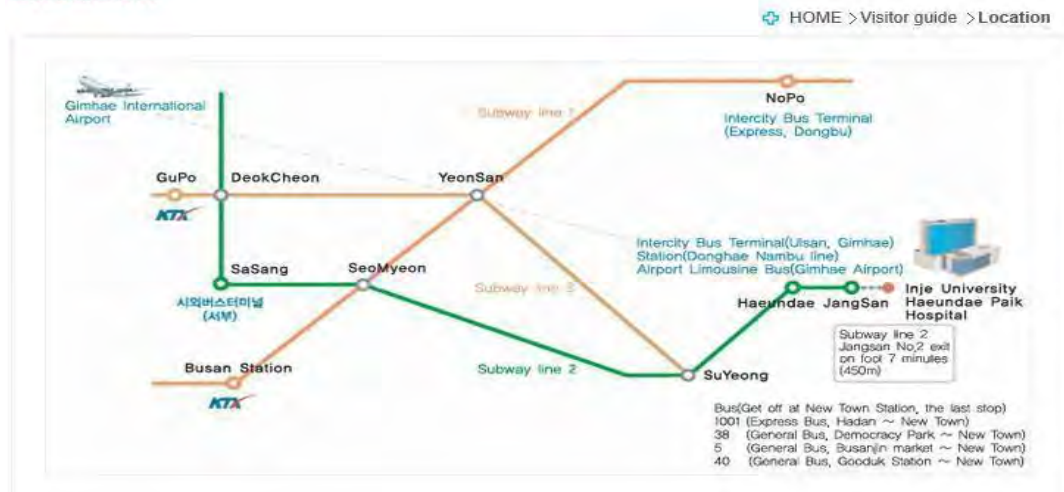 HOME >Visitor guide >Location
Gimhae International
Airport
Subway line 1
NoPo
Intercity Bus Terminal
(Express, Dongbu)
GuPo
DeokCheon
YeonSan
KTX
Intercity Bus Terminal(Ulsan, Gimhae)
Station(Donghae Nambu line)
Airport Limousine Bus(Gimhae Airport)
SaSang
SeoMyeon
시외버스터미널
(서부)
Subway line 3
Haeundae JangSan
Inje University
Haeundae Paik
Hospital
Subway line 2
Jangsan No,2 exit
on foot 7 minutes
(450m)
Busan Station
KTX
Subway line 2
SuYeong
Bus(Get off at New Town Station, the last stop)
1001 (Express Bus, Hadan ~ New Town)
38 (General Bus, Democracy Park ~ New Town)
5 (General Bus, Busanjin market ~ New Town)
40 (General Bus, Gooduk Station ~ New Town)